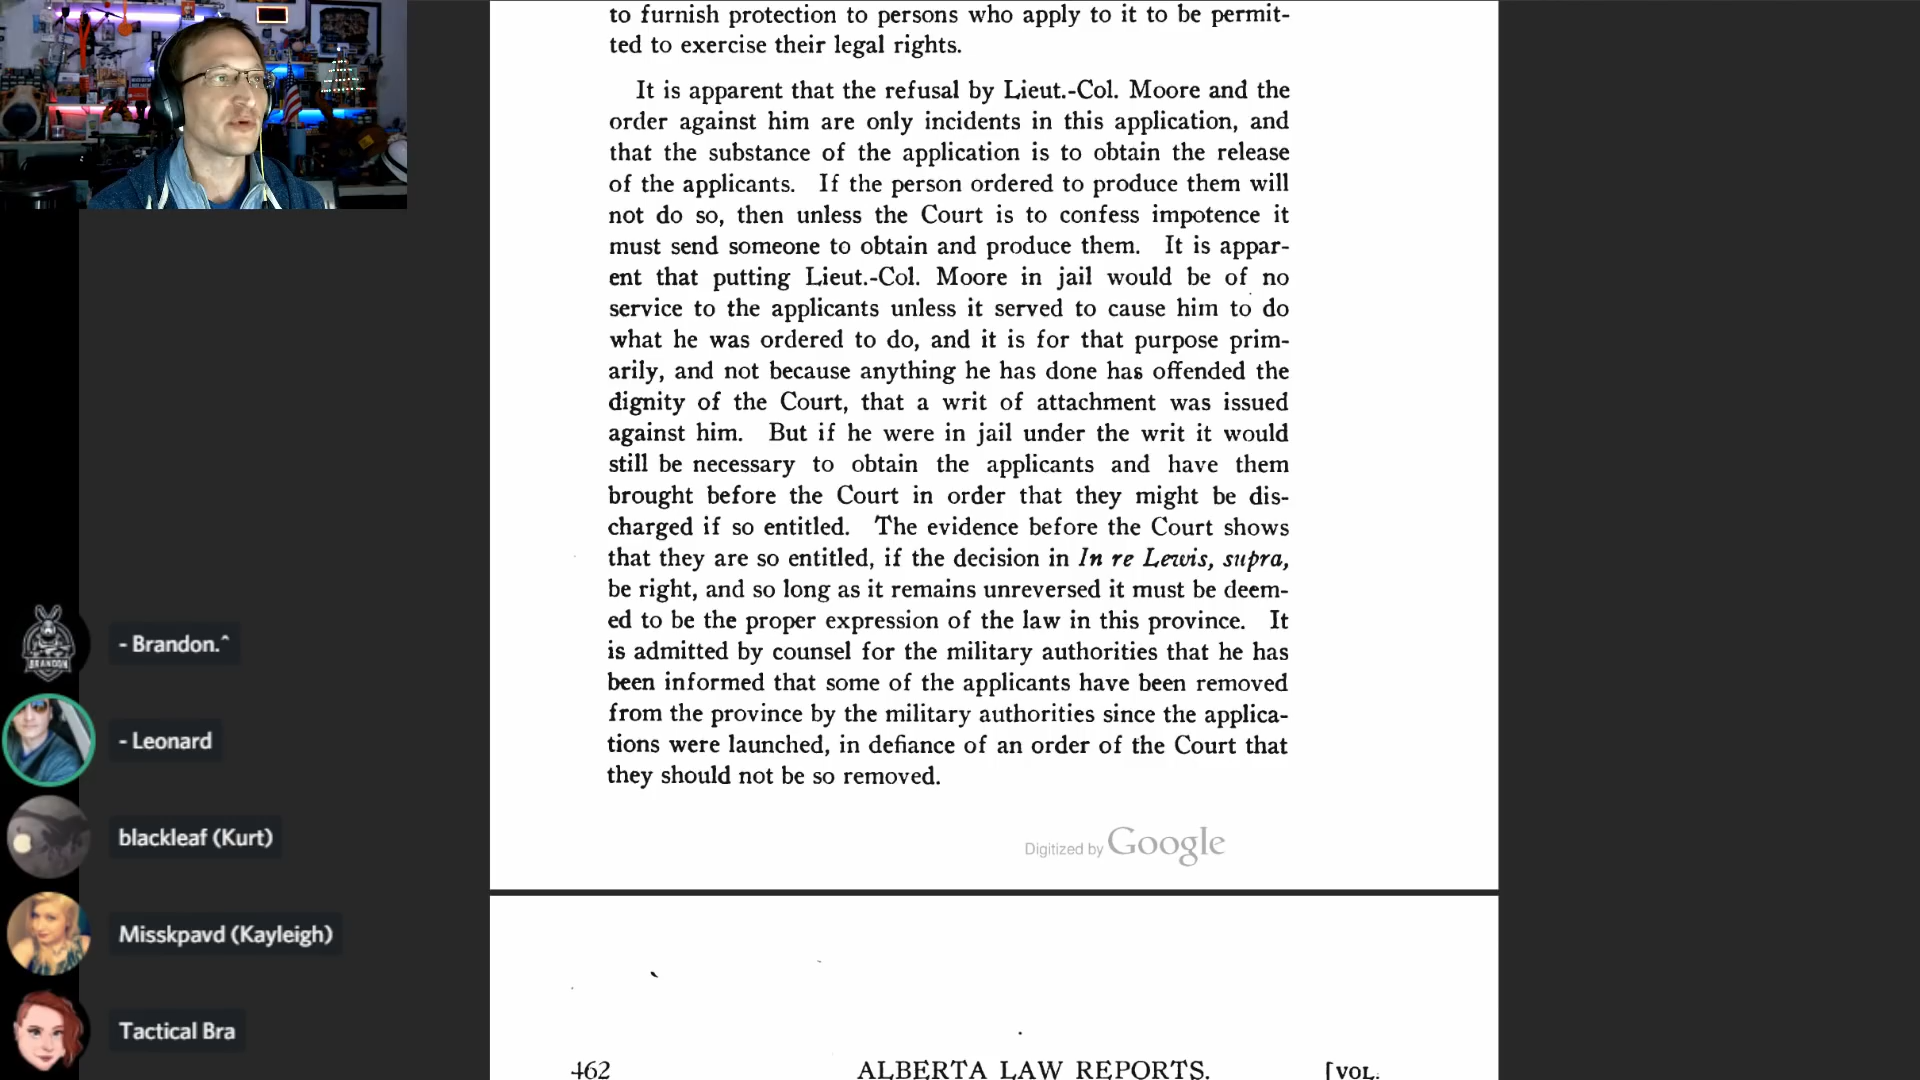 to furnish protection to persons who apply to it to be permit-
ted to exercise their legal rights.
It is apparent that the refusal by Lieut.-Col. Moore and the
order against him are only incidents in this application, and
that the substance of the application is to obtain the release
of the applicants. If the person ordered to produce them will
not do so, then unless the Court is to confess impotence it
must send someone to obtain and produce them. It is appar-
ent that putting Lieut.-Col. Moore in jail would be of no
service to the applicants unless it served to cause him to do
what he was ordered to do, and it is for that purpose prim-
arily, and not because anything he has done has offended the
dignity of the Court, that a writ of attachment was issued
against him. But if he were in jail under the writ it would
still be necessary to obtain the applicants and have them
brought before the Court in order that they might be dis-
charged if so entitled. The evidence before the Court shows
that they are so entitled, if the decision in In re Lewis, supra,
be right, and so long as it remains unreversed it must be deem-
ed to be the proper expression of the law in this province. It
is admitted by counsel for the military authorities that he has
been informed that some of the applicants have been removed
from the province by the military authorities since the applica-
tions were launched, in defiance of an order of the Court that
they should not be so removed.
Digitized by Google
462 ALBERTA LAW REPORTS. [VOL.
BRANDON
- Brandon.^
- Leonard
blackleaf (Kurt)
Misskpavd (Kayleigh)
Tactical Bra